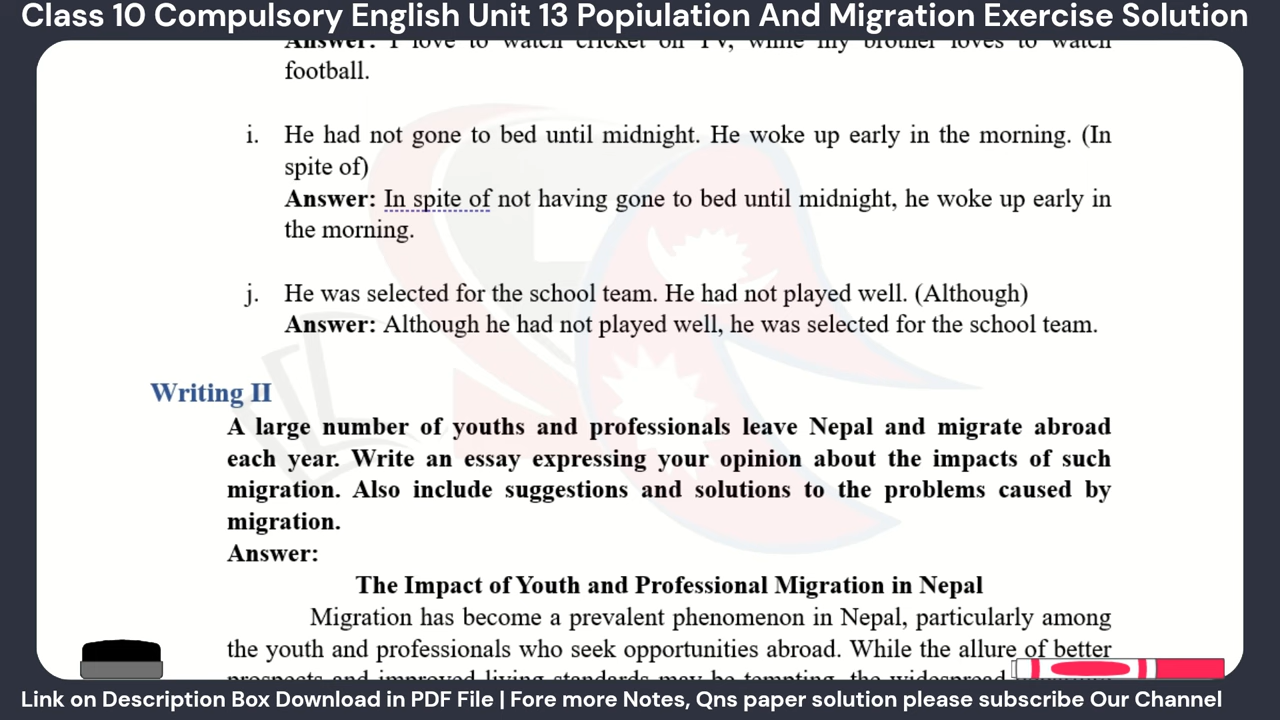 Class 10 Compulsory English Unit 13 Popiulation And Migration Exercise Solution
Answer: I love to watch cricket on TV, while my brother loves to watch
football.
i. He had not gone to bed until midnight. He woke up early in the morning. (In
spite of)
Answer: In spite of not having gone to bed until midnight, he woke up early in
the morning.
j. He was selected for the school team. He had not played well. (Although)
Answer: Although he had not played well, he was selected for the school team.
Writing II
A large number of youths and professionals leave Nepal and migrate abroad
each year. Write an essay expressing your opinion about the impacts of such
migration. Also include suggestions and solutions to the problems caused by
migration.
Answer:
The Impact of Youth and Professional Migration in Nepal
Migration has become a prevalent phenomenon in Nepal, particularly among
the youth and professionals who seek opportunities abroad. While the allure of better
prospects and improved living standards may be tempting, the widespread
Link on Description Box Download in PDF File | Fore more Notes, Qns paper solution please subscribe Our Channel